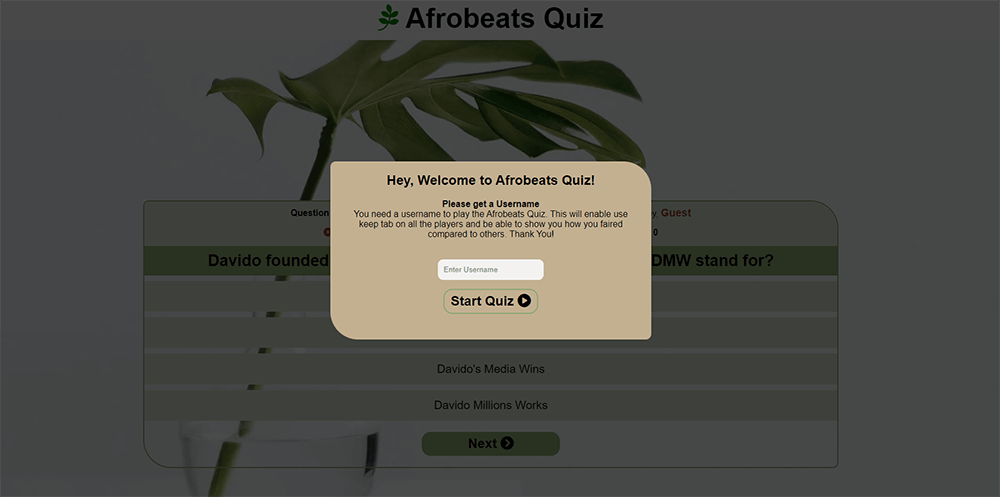 Afrobeats Quiz
Hey, Welcome to Afrobeats Quiz!
Please get a Username
You need a username to play the Afrobeats Quiz. This will enable use
keep tab on all the players and be able to show you how you faired
compared to others. Thank You!
Enter Username
Start Quiz
Question
Guest
0
Davido founded DMW stand for?
Davido's Media Wins
Davido Millions Works
Next